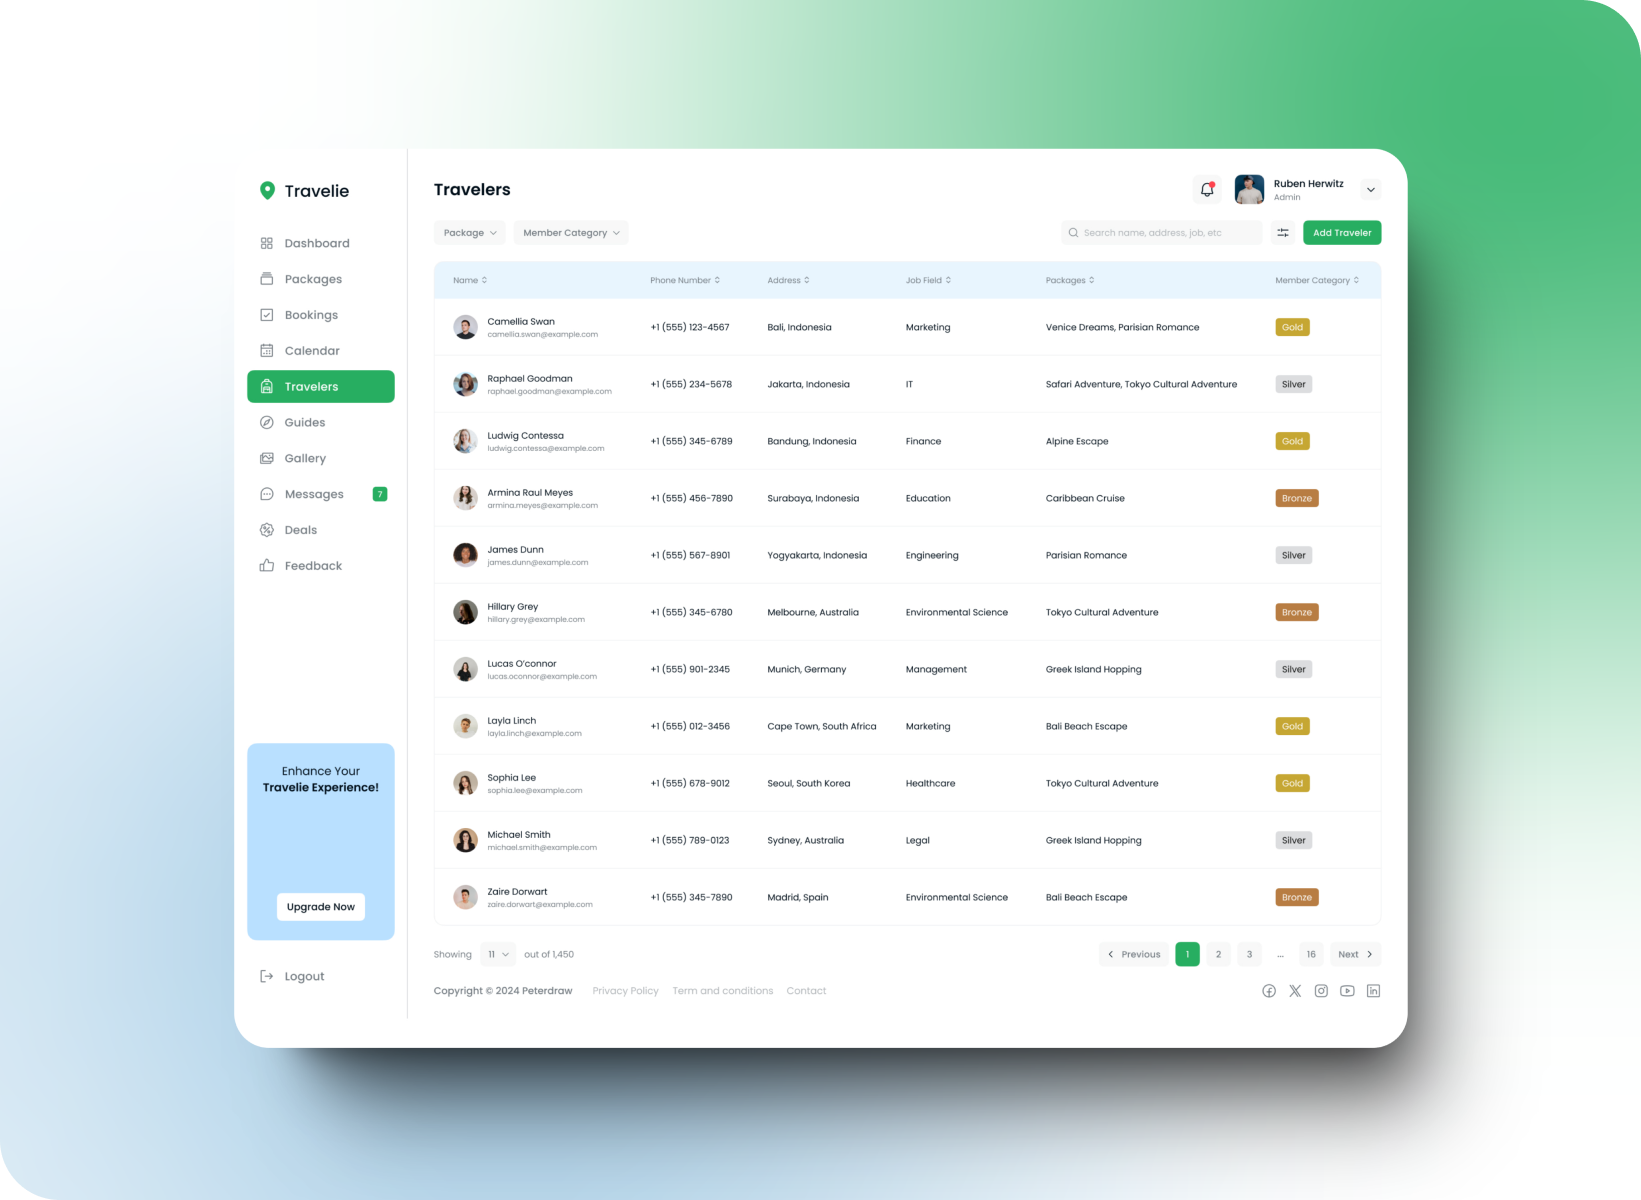 Travelie
Dashboard
Packages
Bookings
Calendar
Travelers
Guides
Gallery
Messages 7
Deals
Feedback
Enhance Your
Travelie Experience!
Upgrade Now
Logout
Travelers
Ruben Herwitz
Admin
Package Member Category Search name, address, job, etc Add Traveler
Name Phone Number Address Job Field Packages Member Category
Camellia Swan
camellia.swan@example.com
+1 (555) 123-4567 Bali, Indonesia Marketing Venice Dreams, Parisian Romance Gold
Raphael Goodman
raphael.goodman@example.com
+1 (555) 234-5678 Jakarta, Indonesia IT Safari Adventure, Tokyo Cultural Adventure Silver
Ludwig Contessa
ludwig.contessa@example.com
+1 (555) 345-6789 Bandung, Indonesia Finance Alpine Escape Gold
Armina Raul Meyes
armina.meyes@example.com
+1 (555) 456-7890 Surabaya, Indonesia Education Caribbean Cruise Bronze
James Dunn
james.dunn@example.com
+1 (555) 567-8901 Yogyakarta, Indonesia Engineering Parisian Romance Silver
Hillary Grey
hillary.grey@example.com
+1 (555) 345-6780 Melbourne, Australia Environmental Science Tokyo Cultural Adventure Bronze
Lucas O'connor
lucas.oconnor@example.com
+1 (555) 901-2345 Munich, Germany Management Greek Island Hopping Silver
Layla Linch
layla.linch@example.com
+1 (555) 012-3456 Cape Town, South Africa Marketing Bali Beach Escape Gold
Sophia Lee
sophia.lee@example.com
+1 (555) 678-9012 Seoul, South Korea Healthcare Tokyo Cultural Adventure Gold
Michael Smith
michael.smith@example.com
+1 (555) 789-0123 Sydney, Australia Legal Greek Island Hopping Silver
Zaire Dorwart
zaire.dorwart@example.com
+1 (555) 345-7890 Madrid, Spain Environmental Science Bali Beach Escape Bronze
Showing 11 out of 1,450 Previous 1 2 3 ... 16 Next
Copyright © 2024 Peterdraw Privacy Policy Term and conditions Contact